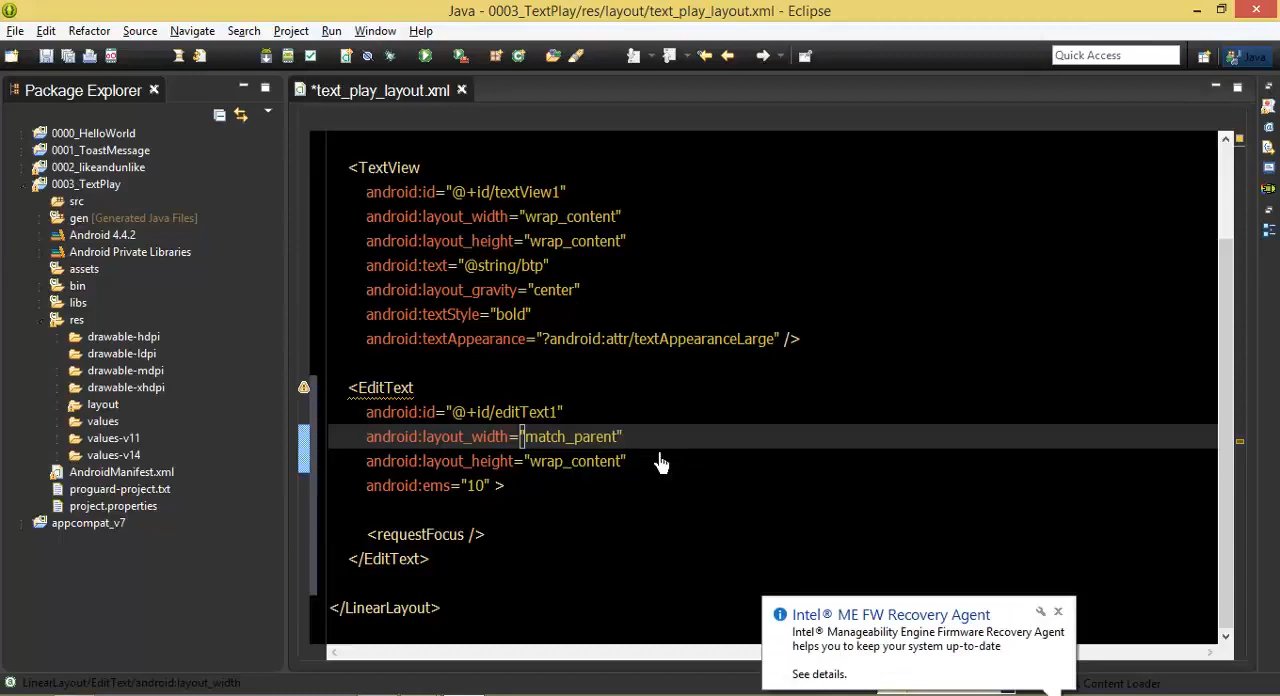 Java - 0003_TextPlay/res/layout/text_play_layout.xml - Eclipse
File Edit Refactor Source Navigate Search Project Run Window Help
Quick Access
Java
Package Explorer
*text_play_layout.xml
0000_HelloWorld
0001_ToastMessage
0002_likeandunlike
0003_TextPlay
src
gen [Generated Java Files]
Android 4.4.2
Android Private Libraries
assets
bin
libs
res
drawable-hdpi
drawable-ldpi
drawable-mdpi
drawable-xhdpi
layout
values
values-v11
values-v14
AndroidManifest.xml
proguard-project.txt
project.properties
appcompat_v7
<TextView
android:id="@+id/textView1"
android:layout_width="wrap_content"
android:layout_height="wrap_content"
android:text="@string/btp"
android:layout_gravity="center"
android:textStyle="bold"
android:textAppearance="?android:attr/textAppearanceLarge" />
<EditText
android:id="@+id/editText1"
android:layout_width="match_parent"
android:layout_height="wrap_content"
android:ems="10" >
<requestFocus />
</EditText>
</LinearLayout>
Intel® ME FW Recovery Agent
Intel® Manageability Engine Firmware Recovery Agent
helps you to keep your system up-to-date
See details.
LinearLayout/EditText/android:layout_width
Content Loader